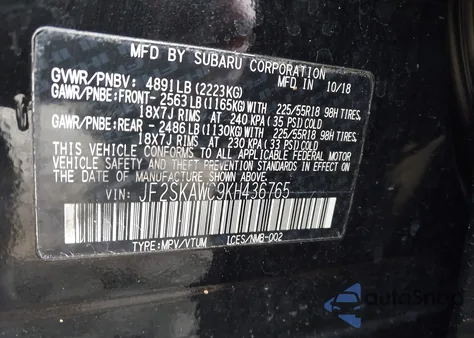 MFD BY SUBARU CORPORATION
MFD IN 10/18
GVWR/PNBV: 4891LB (2223KG)
GAWR/PNBE: FRONT- 2563LB (1165KG) WITH 225/55R18 98H TIRES,
18X7J RIMS AT 240 KPA (35 PSI) COLD
GAWR/PNBE: REAR - 2486LB (1130KG) WITH 225/55R18 98H TIRES,
18X7J RIMS AT 230 KPA (33 PSI) COLD
THIS VEHICLE CONFORMS TO ALL APPLICABLE FEDERAL MOTOR
VEHICLE SAFETY AND THEFT PREVENTION STANDARDS IN EFFECT ON
THE DATE OF MANUFACTURE SHOWN ABOVE.
VIN: JF2SKAWC9KH436765
TYPE:MPV/VTUM ICES/NMB-002
autoSnap